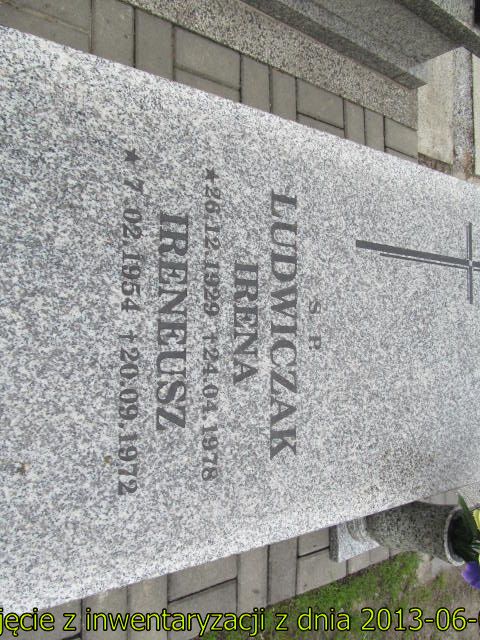 Ś. P.
ŁUDWICZAK
IRENA
★26.12.1929 †24.04.1978
IRENEUSZ
★ 7.02.1954 †20.09.1972
jęcie z inwentaryzacji z dnia 2013-06-